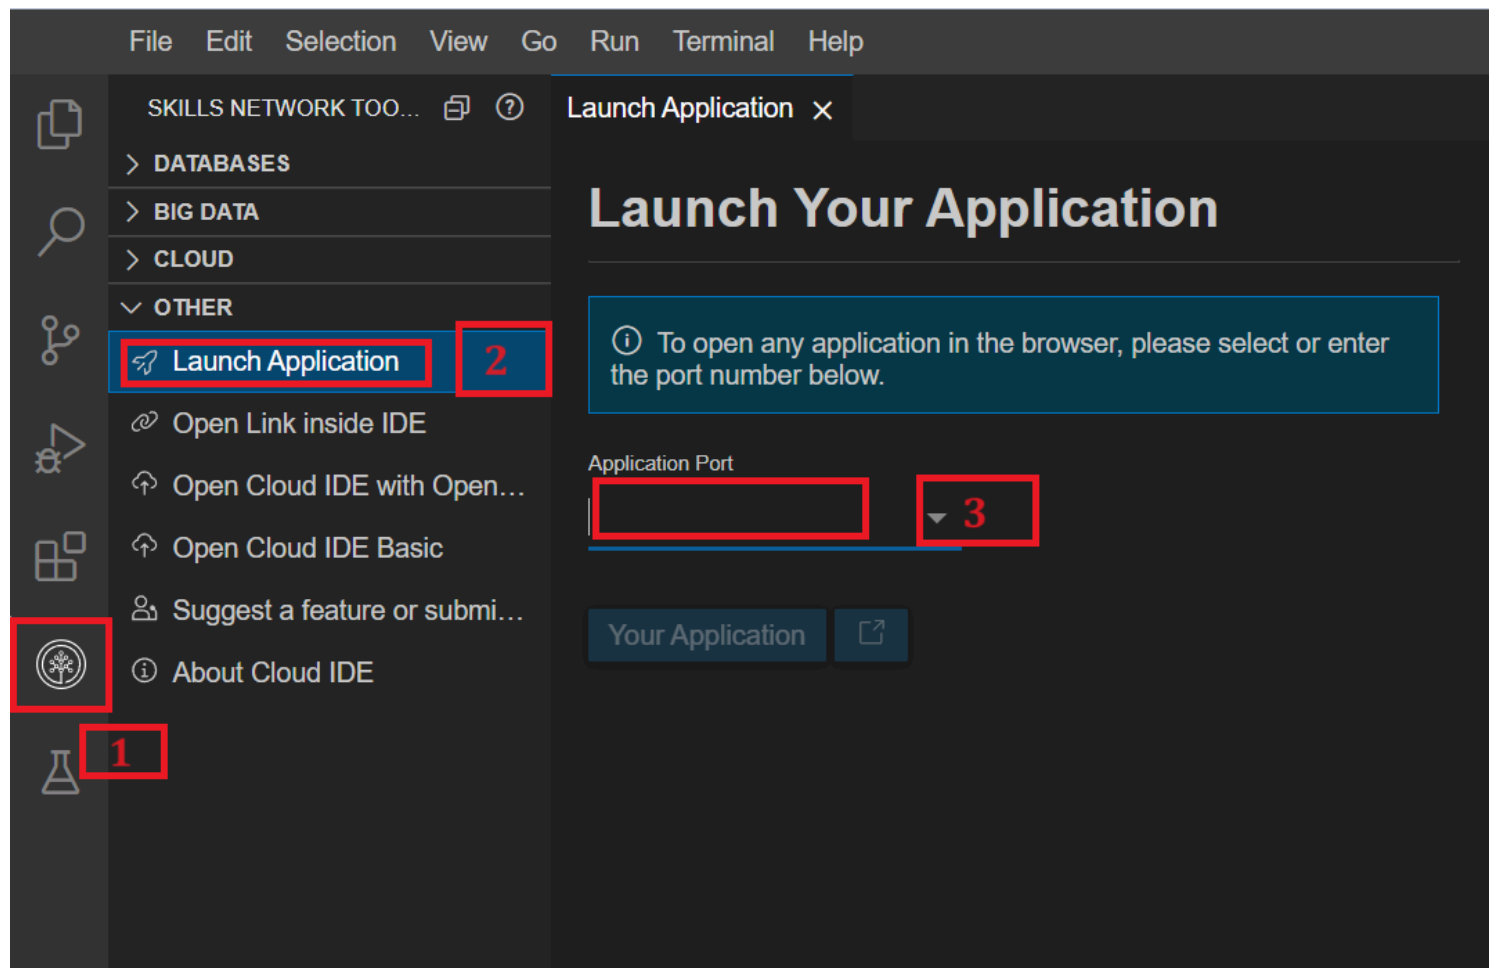 File Edit Selection View Go Run Terminal Help
SKILLS NETWORK TOO...
Launch Application
DATABASES
BIG DATA
CLOUD
OTHER
Launch Application 2
Open Link inside IDE
Open Cloud IDE with Open...
Open Cloud IDE Basic
Suggest a feature or submi...
About Cloud IDE
1
Launch Your Application
To open any application in the browser, please select or enter
the port number below.
Application Port
3
Your Application